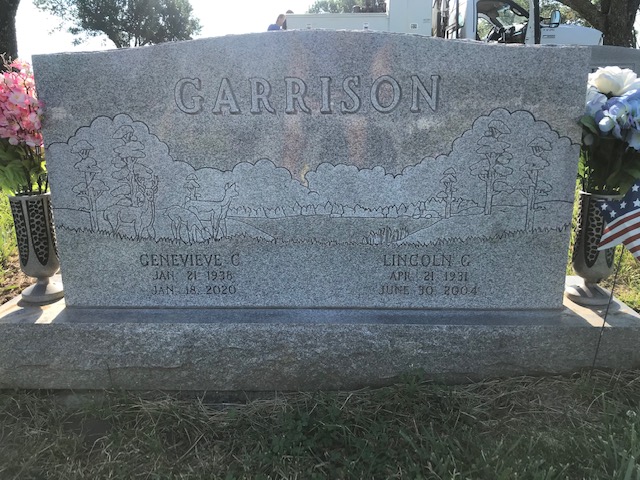 GARRISON
GENEVIEVE C.
JAN. 21 1938
JAN. 18, 2020
LINCOLN G.
APR. 21 1931
JUNE 30 2004